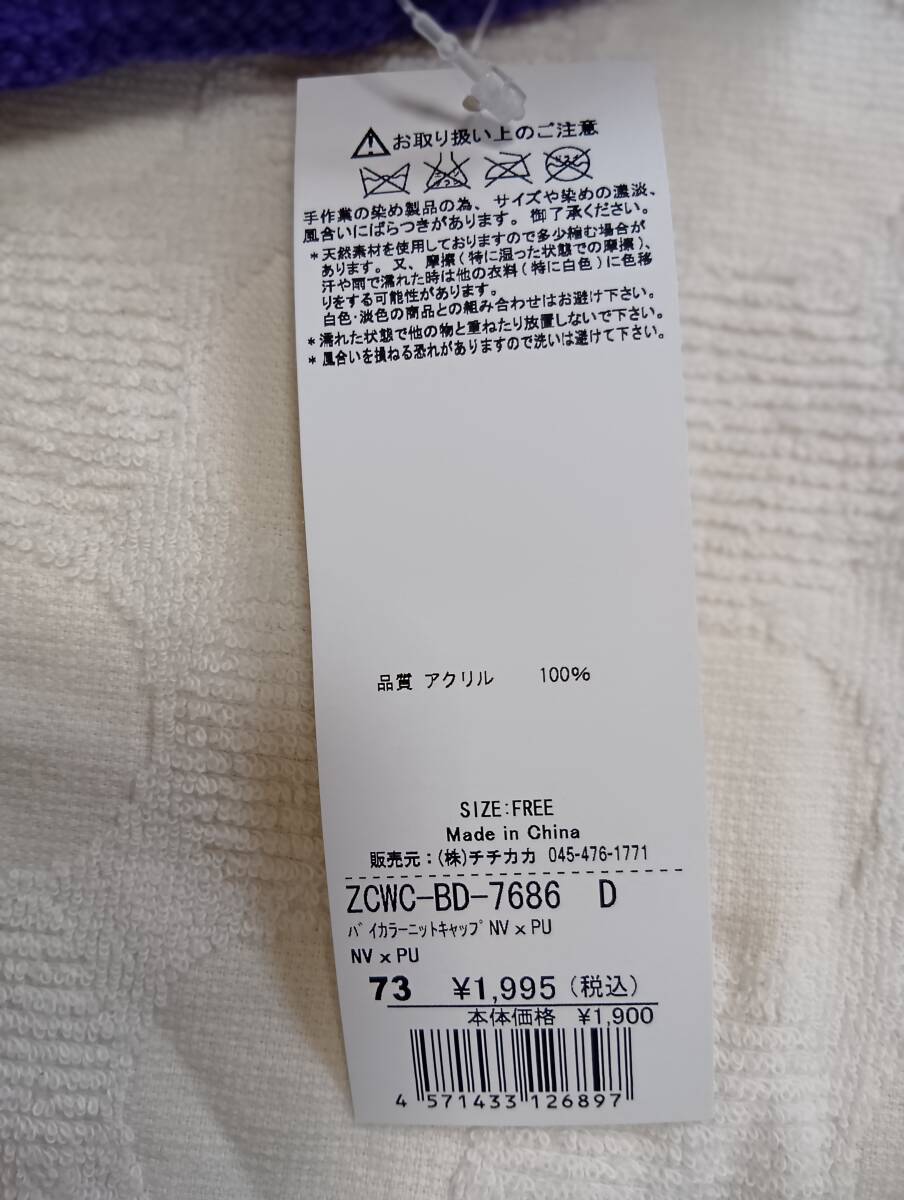 お取り扱い上のご注意
手作業の染め製品の為、サイズや染めの濃淡、
風合いにばらつきがあります。御了承ください。
*天然素材を使用しておりますので多少縮む場合が
あります。又、摩擦(特に湿った状態での摩擦)、
汗や雨で濡れた時は他の衣料(特に白色)に色移
りをする可能性があります。
白色・淡色の商品との組み合わせはお避け下さい。
*濡れた状態で他の物と重ねたり放置しないで下さい。
*風合いを損ねる恐れがありますので洗いは避けて下さい。
品質 アクリル 100%
SIZE:FREE
Made in China
販売元:(株)チチカカ 045-476-1771
ZCWC-BD-7686 D
バイカラーニットキャップ NV x PU
NV x PU
73 ¥1,995(税込)
本体価格 ¥1,900
4 571433 126897